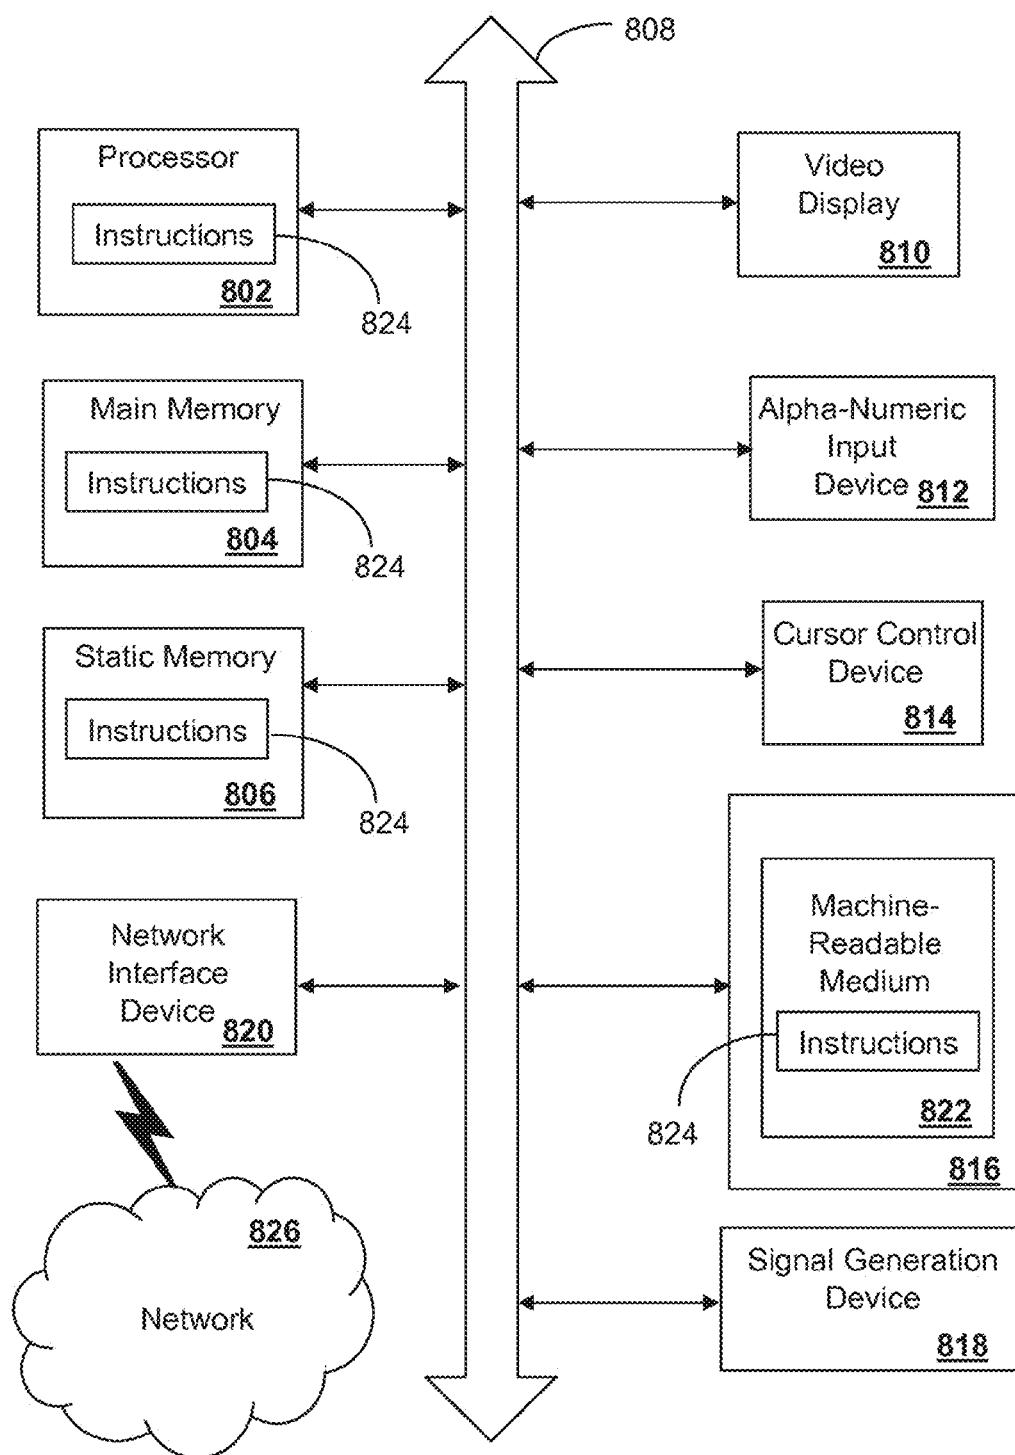 808
Processor
Instructions
802
824
Main Memory
Instructions
804
824
Static Memory
Instructions
806
824
Network
Interface
Device
820
826
Network
Video
Display
810
Alpha-Numeric
Input
Device
812
Cursor Control
Device
814
Machine-
Readable
Medium
Instructions
824
822
816
Signal Generation
Device
818